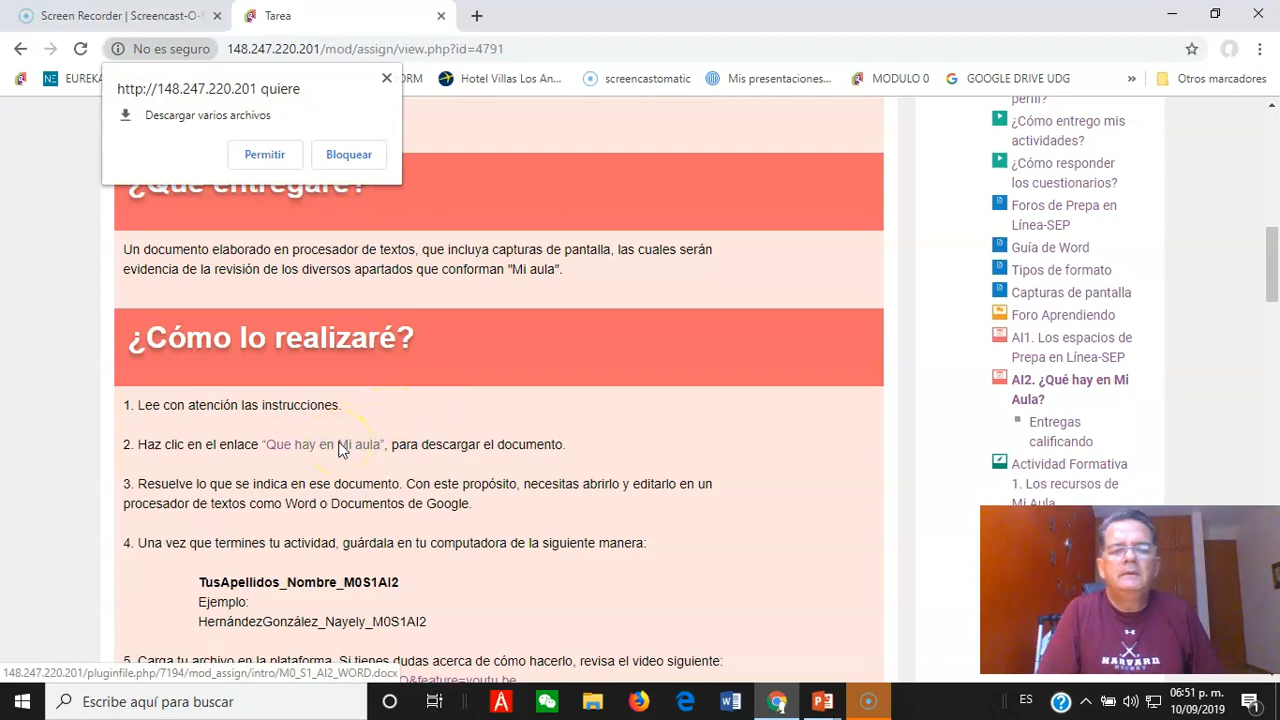 Screen Recorder | Screencast-O-M
Tarea
No es seguro
148.247.220.201/mod/assign/view.php?id=4791
EUREKA
OM
Hotel Villas Los An...
screencastomatic
Mis presentaciones...
MODULO 0
GOOGLE DRIVE UDG
»
Otros marcadores
http://148.247.220.201 quiere
Descargar varios archivos
Permitir
Bloquear
¿Qué entregaré?
Un documento elaborado en procesador de textos, que incluya capturas de pantalla, las cuales serán
evidencia de la revisión de los diversos apartados que conforman "Mi aula".
¿Cómo lo realizaré?
1. Lee con atención las instrucciones.
2. Haz clic en el enlace “Que hay en Mi aula”, para descargar el documento.
3. Resuelve lo que se indica en ese documento. Con este propósito, necesitas abrirlo y editarlo en un
procesador de textos como Word o Documentos de Google.
4. Una vez que termines tu actividad, guárdala en tu computadora de la siguiente manera:
TusApellidos_Nombre_M0S1AI2
Ejemplo:
HernándezGonzález_Nayely_M0S1AI2
5. Carga tu archivo en la plataforma. Si tienes dudas acerca de cómo hacerlo, revisa el video siguiente:
Q&feature=youtu.be
148.247.220.201/pluginfile.php/7194/mod_assign/intro/M0_S1_AI2_WORD.docx
perfil?
¿Cómo entrego mis
actividades?
¿Cómo responder
los cuestionarios?
Foros de Prepa en
Línea-SEP
Guía de Word
Tipos de formato
Capturas de pantalla
Foro Aprendiendo
AI1. Los espacios de
Prepa en Línea-SEP
AI2. ¿Qué hay en Mi
Aula?
Entregas
calificando
Actividad Formativa
1. Los recursos de
Mi Aula
HARVARD
Escribe aquí para buscar
ES
06:51 p. m.
10/09/2019
1